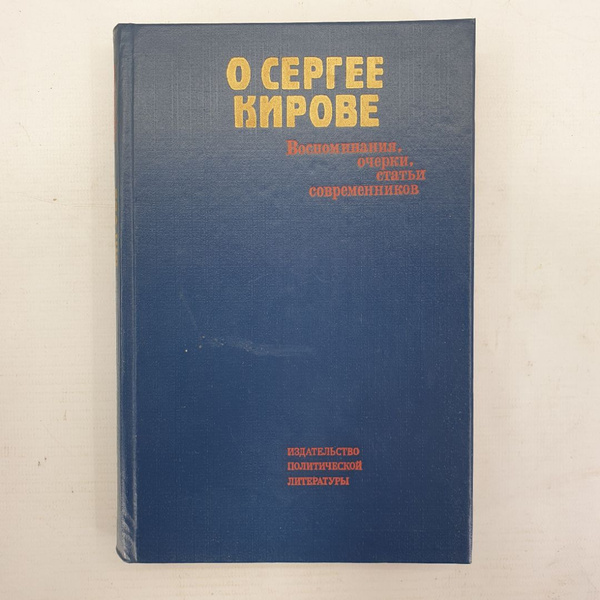 О СЕРГЕЕ
КИРОВЕ
Воспоминания,
очерки,
статьи
современников
ИЗДАТЕЛЬСТВО
ПОЛИТИЧЕСКОЙ
ЛИТЕРАТУРЫ